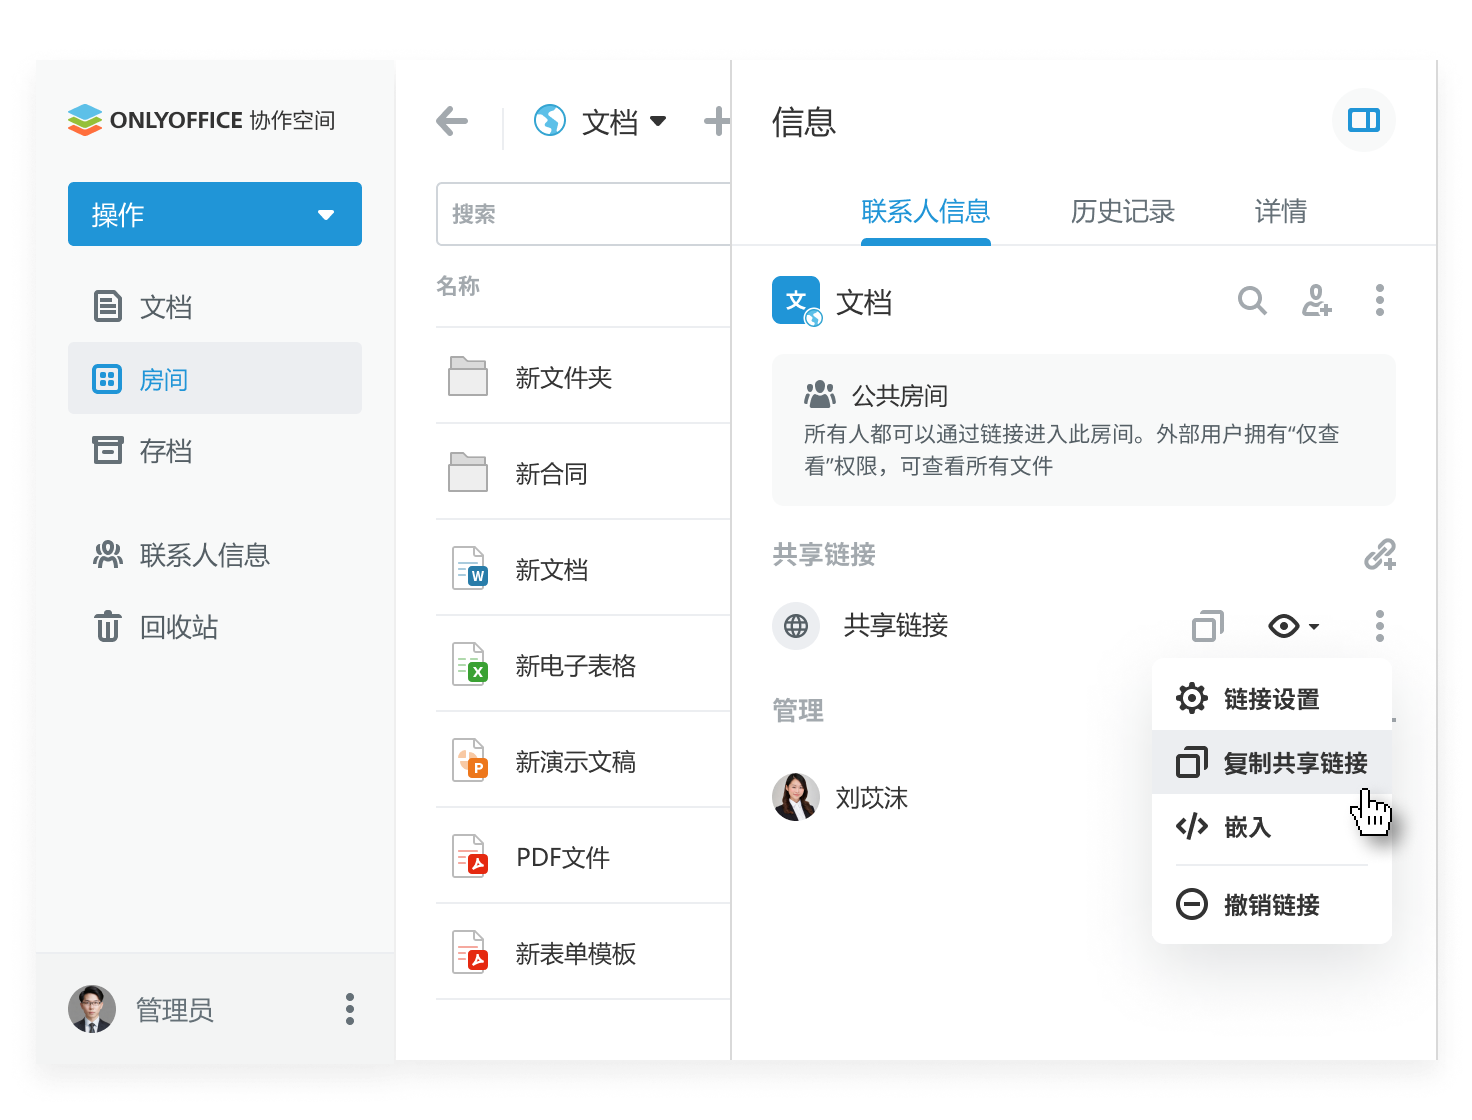 ONLYOFFICE 协作空间
操作
文档
房间
存档
联系人信息
回收站
管理员
文档
搜索
名称
新文件夹
新合同
新文档
新电子表格
新演示文稿
PDF文件
新表单模板
信息
联系人信息 历史记录 详情
文 文档
公共房间
所有人都可以通过链接进入此房间。外部用户拥有“仅查
看”权限，可查看所有文件
共享链接
共享链接
管理
刘苡沫
链接设置
复制共享链接
嵌入
撤销链接
W
X
P